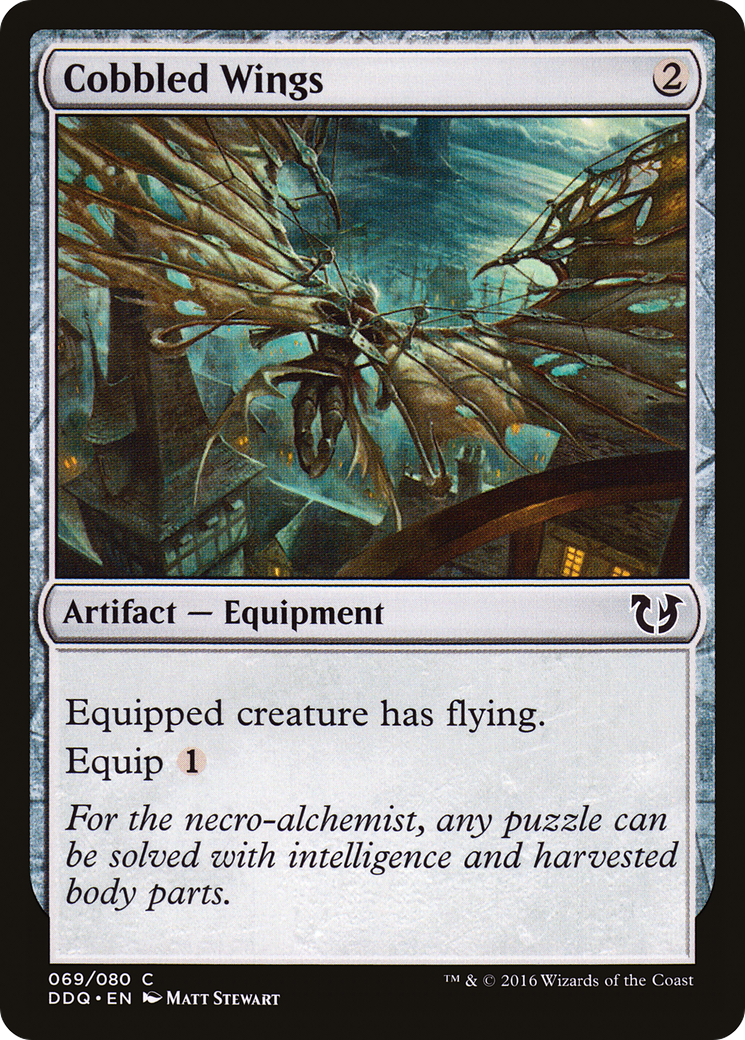 Cobbled Wings 2
Artifact — Equipment
Equipped creature has flying.
Equip 1
For the necro-alchemist, any puzzle can
be solved with intelligence and harvested
body parts.
069/080 C
™ & © 2016 Wizards of the Coast
DDQ • EN Matt Stewart